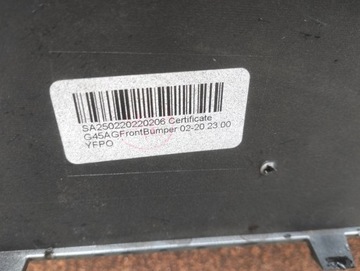 SA250220220206 Certificate
G45AGFrontBumper 02-20 23:00
YFPO